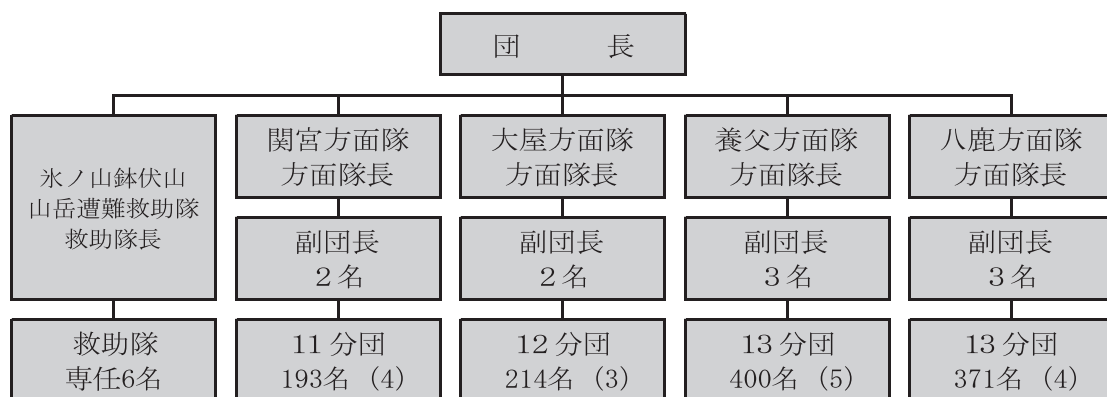 団　　　長
氷ノ山鉢伏山
山岳遭難救助隊
救助隊長
救助隊
専任6名
関宮方面隊
方面隊長
副団長
２名
11分団
193名（4）
大屋方面隊
方面隊長
副団長
２名
12分団
214名（3）
養父方面隊
方面隊長
副団長
３名
13分団
400名（5）
八鹿方面隊
方面隊長
副団長
３名
13分団
371名（4）